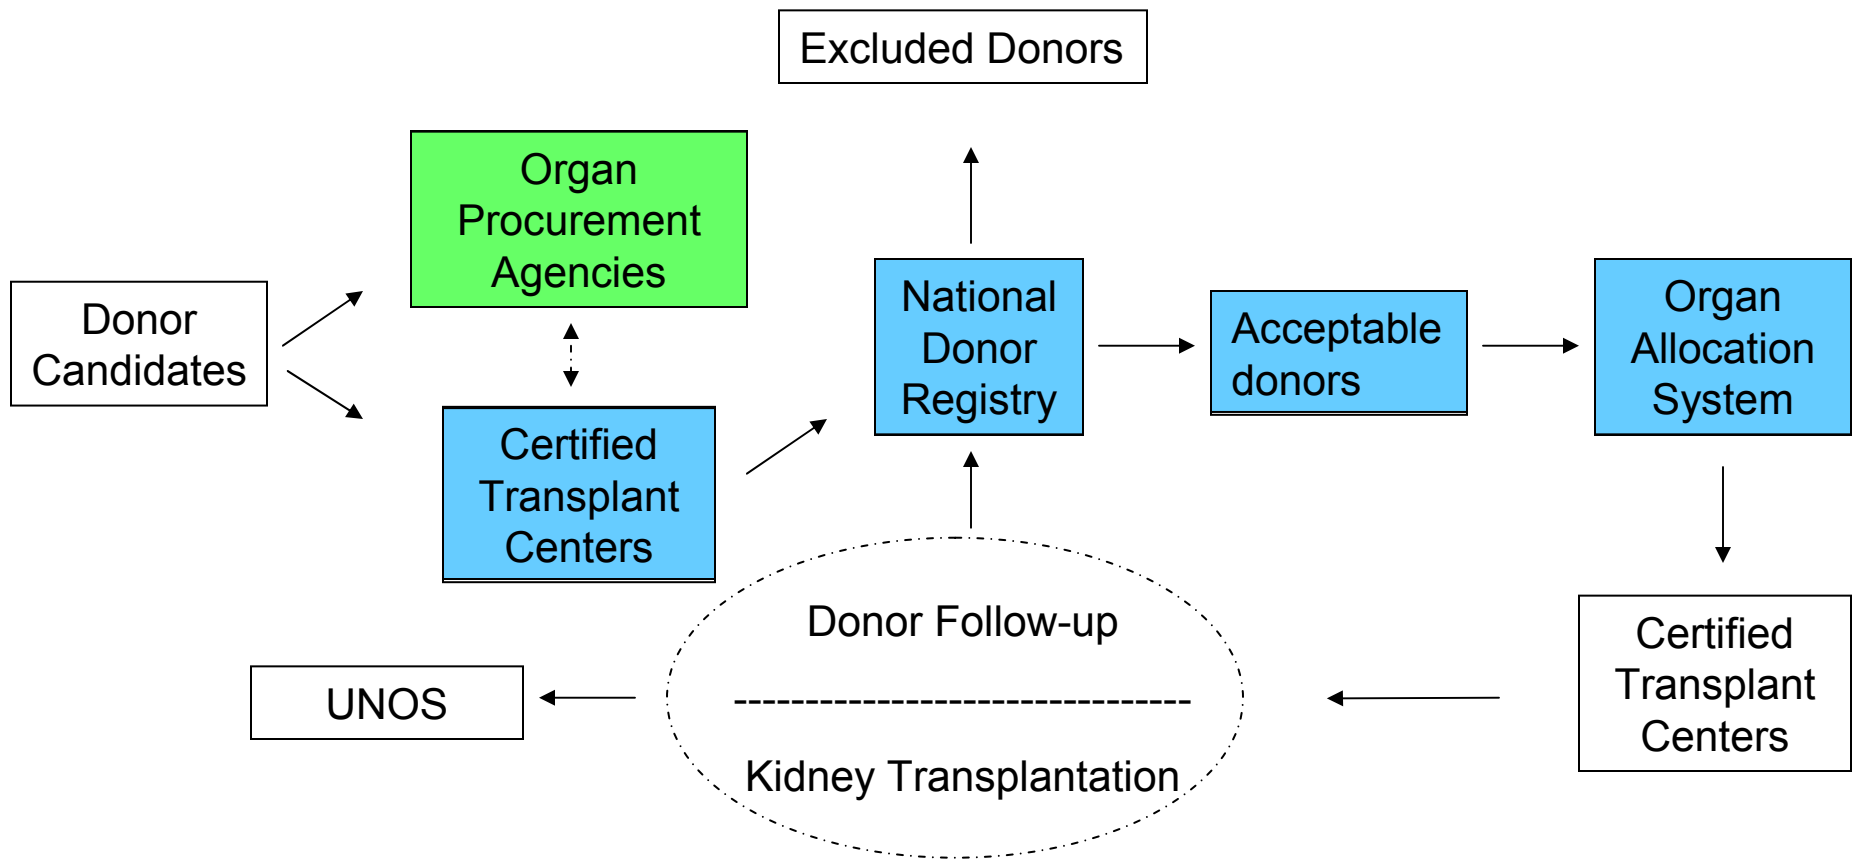 Excluded Donors
Organ
Procurement
Agencies
Donor
Candidates
National
Donor
Registry
Acceptable
donors
Organ
Allocation
System
Certified
Transplant
Centers
Donor Follow-up
Certified
Transplant
Centers
UNOS
Kidney Transplantation